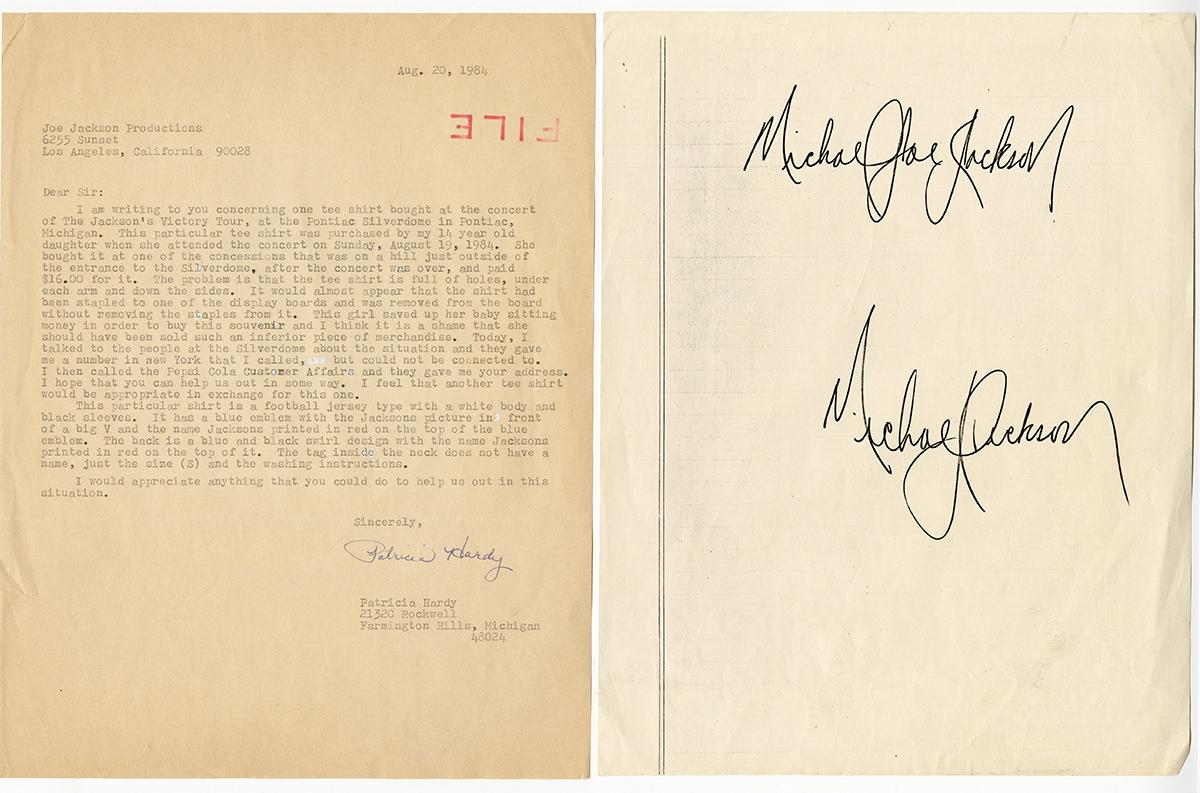 Aug. 20, 1984
FILE
Joe Jackson Productions
6255 Sunset
Los Angeles, California 90028
Dear Sir:
I am writing to you concerning one tee shirt bought at the concert
of The Jackson's Victory Tour, at the Pontiac Silverdome in Pontiac,
Michigan. This particular tee shirt was purchased by my 14 year old
daughter when she attended the concert on Sunday, August 19, 1984. She
bought it at one of the concessions that was on a hill just outside of
the entrance to the Silverdome, after the concert was over, and paid
$16.00 for it. The problem is that the tee shirt is full of holes, under
each arm and down the sides. It would almost appear that the shirt had
been stapled to one of the display boards and was removed from the board
without removing the staples from it. This girl saved up her baby sitting
money in order to buy this souvenir and I think it is a shame that she
should have been sold such an inferior piece of merchandise. Today, I
talked to the people at the Silverdome about the situation and they gave
me a number in New York that I called, but could not be connected to.
I then called the Pepsi Cola Customer Affairs and they gave me your address.
I hope that you can help us out in some way. I feel that another tee shirt
would be appropriate in exchange for this one.
This particular shirt is a football jersey type with a white body and
black sleeves. It has a blue emblem with the Jacksons picture in front
of a big V and the name Jacksons printed in red on the top of the blue
emblem. The back is a blue and black swirl design with the name Jacksons
printed in red on the top of it. The tag inside the neck does not have a
name, just the size (S) and the washing instructions.
I would appreciate anything that you could do to help us out in this
situation.
Sincerely,
Patricia Hardy
Patricia Hardy
21320 Rockwell
Farmington Hills, Michigan
48024
Michael Joe Jackson
Michael Jackson